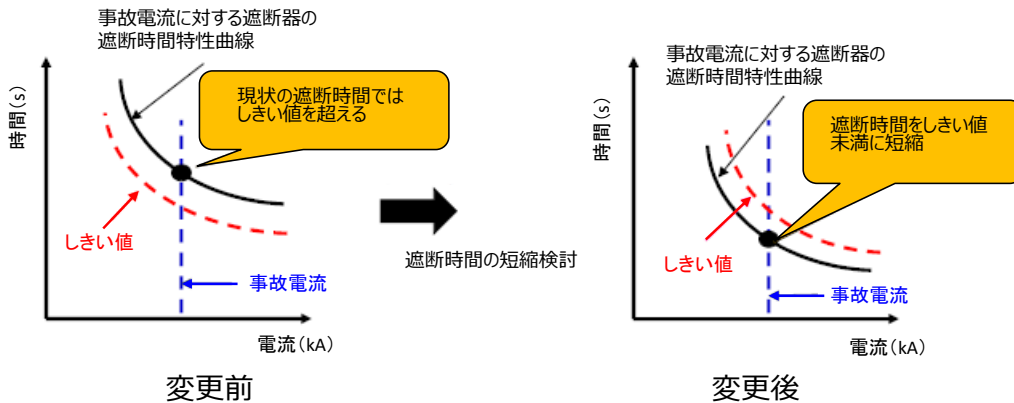 事故電流に対する遮断器の
遮断時間特性曲線
時間(s)
現状の遮断時間では
しきい値を超える
しきい値
事故電流
電流(kA)
変更前
遮断時間の短縮検討
事故電流に対する遮断器の
遮断時間特性曲線
時間(s)
遮断時間をしきい値
未満に短縮
しきい値
事故電流
電流(kA)
変更後